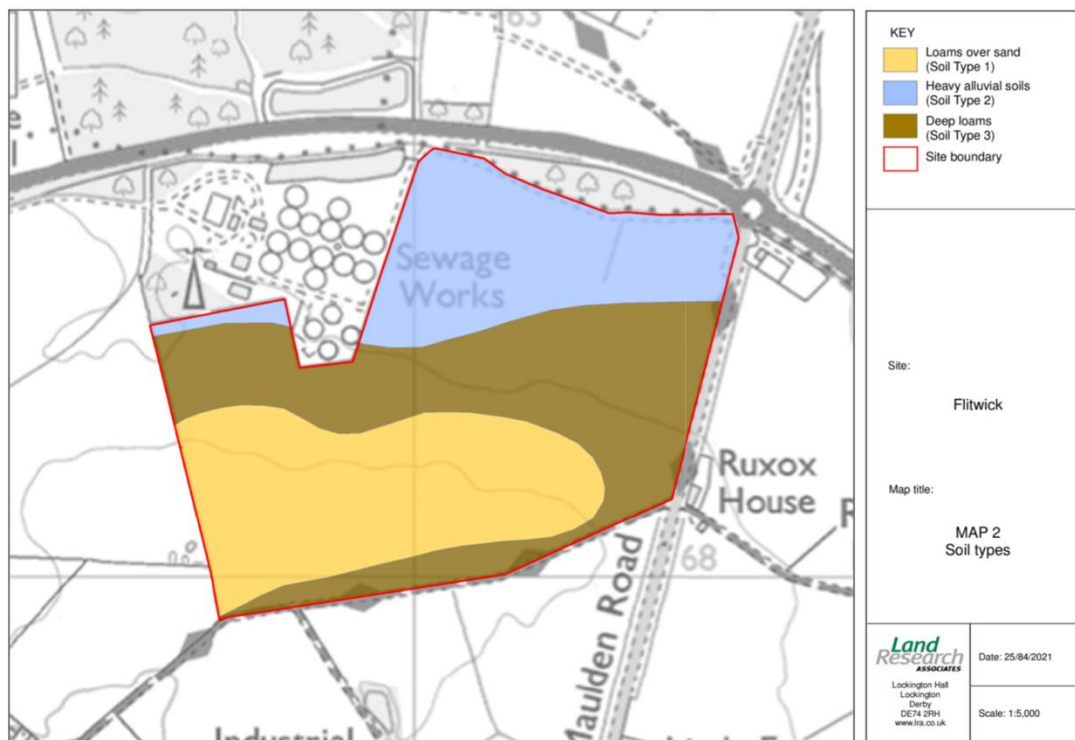 63
Sewage
Works
Ruxox
House
R
68
Maulden Road
Industrial
KEY
Loams over sand
(Soil Type 1)
Heavy alluvial soils
(Soil Type 2)
Deep loams
(Soil Type 3)
Site boundary
Site:
Flitwick
Map title:
MAP 2
Soil types
Land
Research
ASSOCIATES
Lockington Hall
Lockington
Derby
DE74 2RH
www.lra.co.uk
Date: 25/84/2021
Scale: 1:5,000